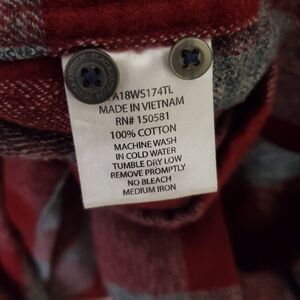 A18WS174TL
MADE IN VIETNAM
RN# 150581
100% COTTON
MACHINE WASH
IN COLD WATER
TUMBLE DRY LOW
REMOVE PROMPTLY
NO BLEACH
MEDIUM IRON